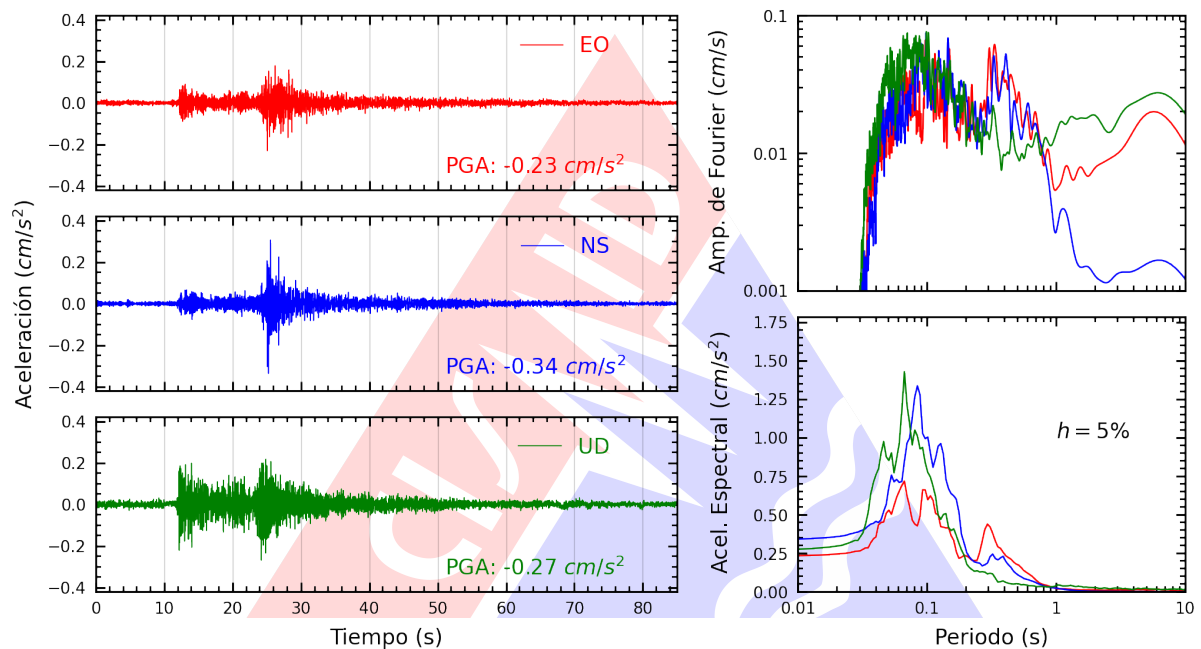 Aceleración (cm/s²)
0.4
0.2
0.0
−0.2
−0.4
EO
PGA: -0.23 cm/s²
0.4
0.2
0.0
−0.2
−0.4
NS
PGA: -0.34 cm/s²
0.4
0.2
0.0
−0.2
−0.4
UD
PGA: -0.27 cm/s²
0 10 20 30 40 50 60 70 80
Tiempo (s)
Amp. de Fourier (cm/s)
0.1
0.01
0.001
Acel. Espectral (cm/s²)
1.75
1.50
1.25
1.00
0.75
0.50
0.25
0.00
h = 5%
0.01 0.1 1 10
Periodo (s)
CISMID